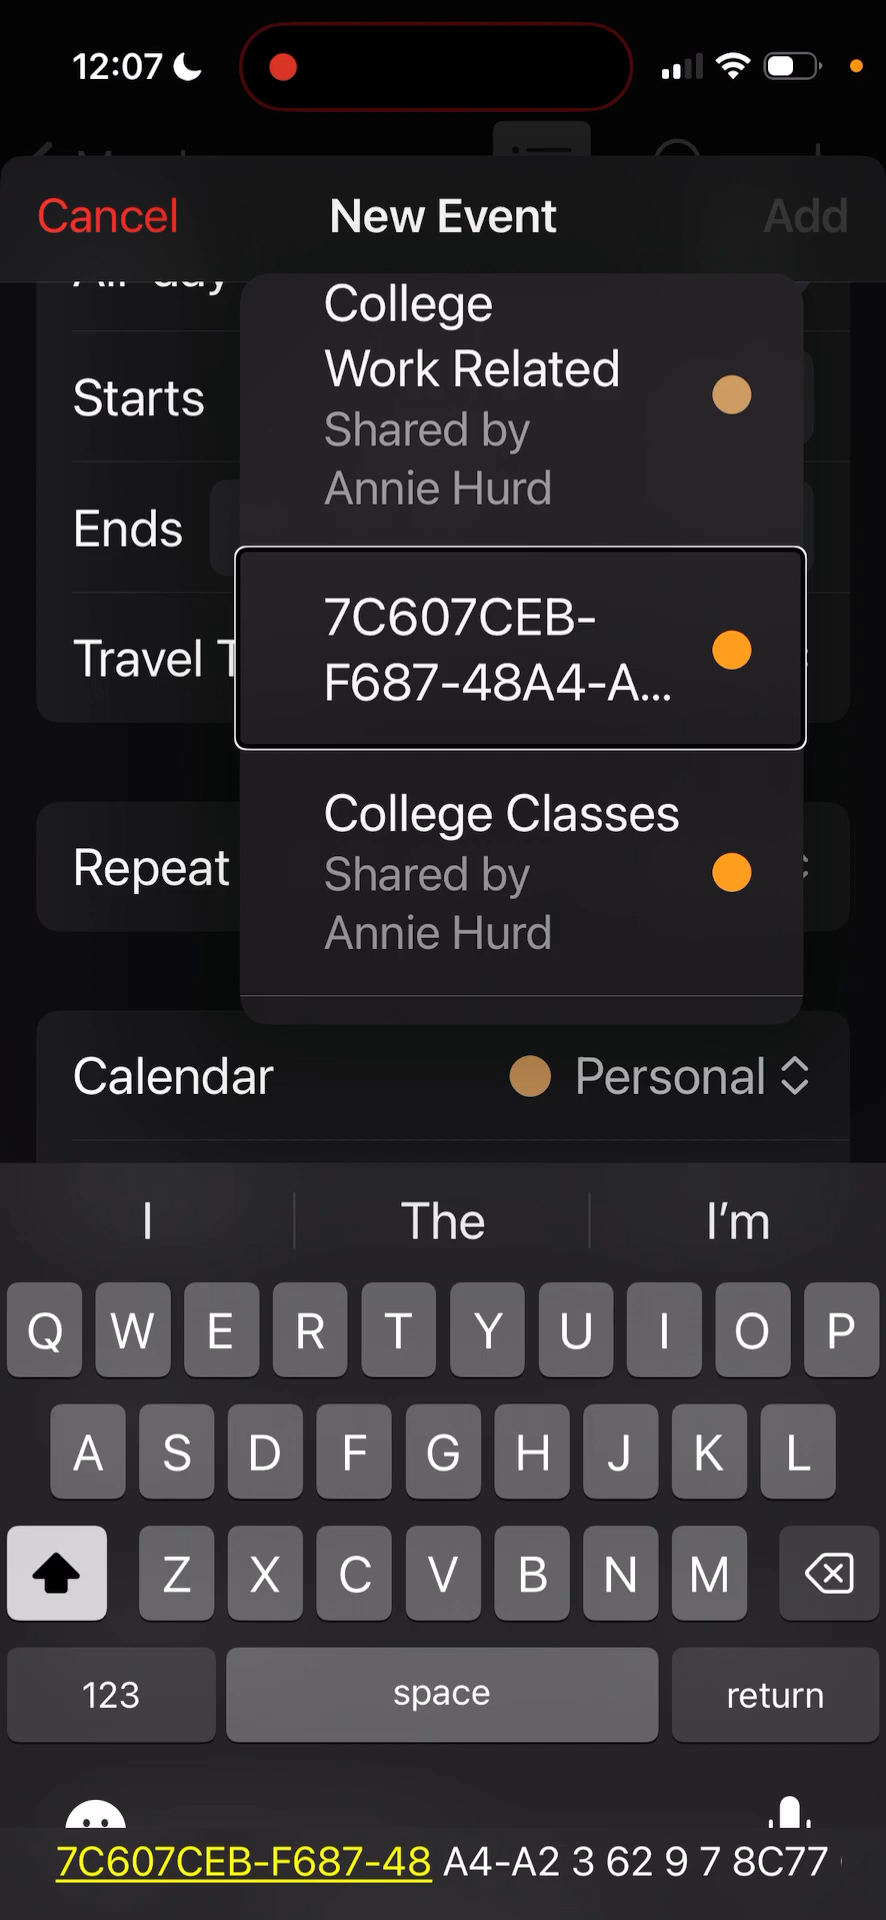 12:07
Cancel
New Event
Add
All-day
College
Work Related
Shared by
Annie Hurd
Starts
Ends
7C607CEB-
F687-48A4-A...
Travel T
College Classes
Shared by
Annie Hurd
Repeat
Calendar
Personal
I
The
I’m
Q W E R T Y U I O P
A S D F G H J K L
Z X C V B N M
123
space
return
7C607CEB-F687-48 A4-A2 3 62 9 7 8C77